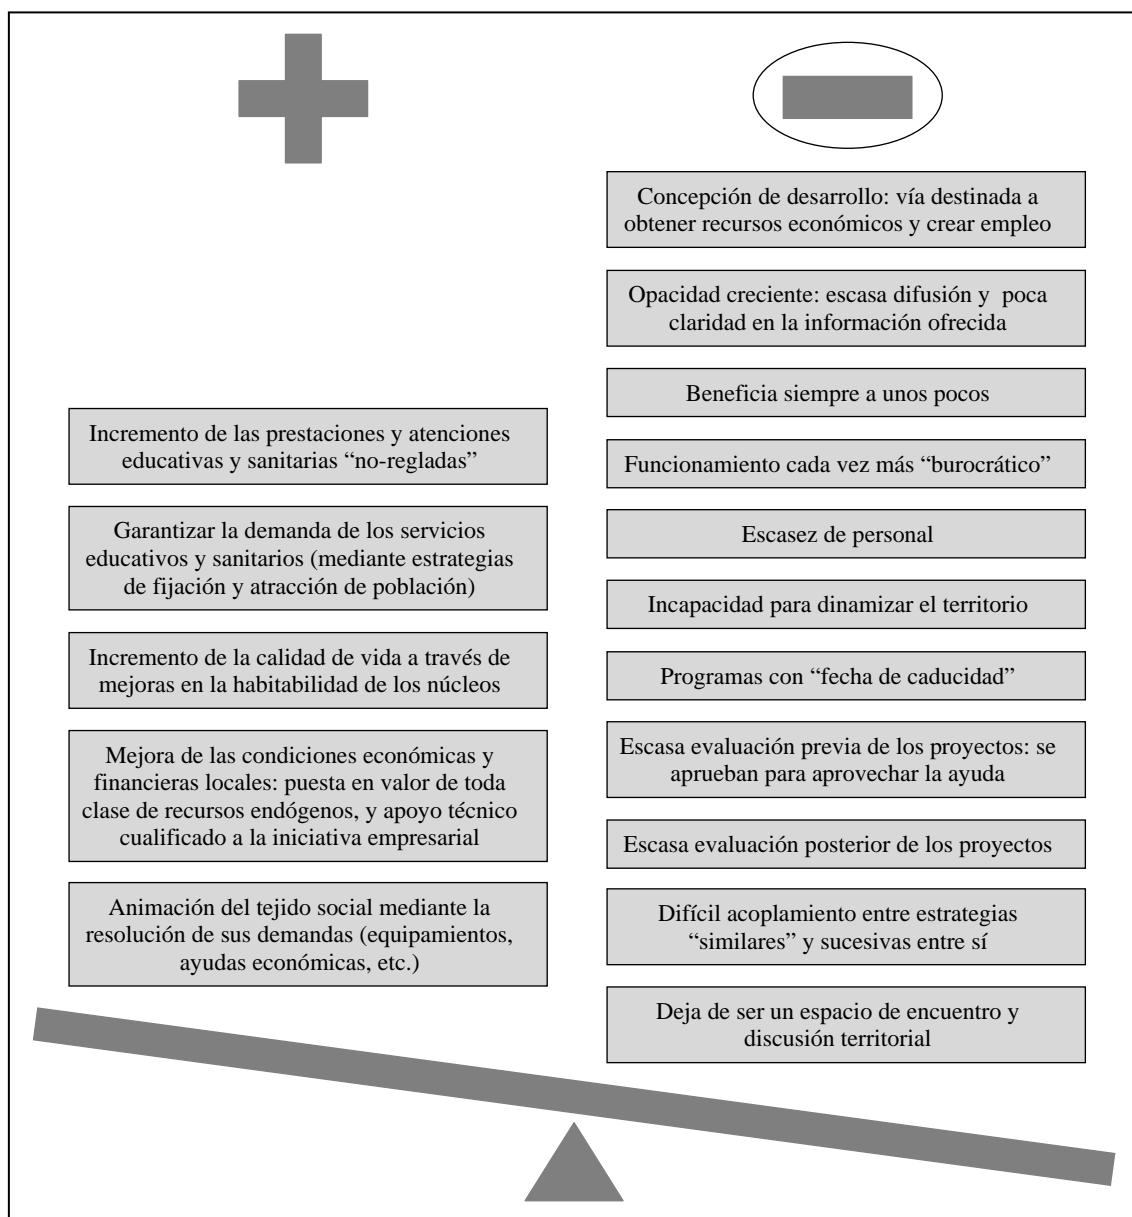 Incremento de las prestaciones y atenciones
educativas y sanitarias “no-regladas”
Garantizar la demanda de los servicios
educativos y sanitarios (mediante estrategias
de fijación y atracción de población)
Incremento de la calidad de vida a través de
mejoras en la habitabilidad de los núcleos
Mejora de las condiciones económicas y
financieras locales: puesta en valor de toda
clase de recursos endógenos, y apoyo técnico
cualificado a la iniciativa empresarial
Animación del tejido social mediante la
resolución de sus demandas (equipamientos,
ayudas económicas, etc.)
Concepción de desarrollo: vía destinada a
obtener recursos económicos y crear empleo
Opacidad creciente: escasa difusión y  poca
claridad en la información ofrecida
Beneficia siempre a unos pocos
Funcionamiento cada vez más “burocrático”
Escasez de personal
Incapacidad para dinamizar el territorio
Programas con “fecha de caducidad”
Escasa evaluación previa de los proyectos: se
aprueban para aprovechar la ayuda
Escasa evaluación posterior de los proyectos
Difícil acoplamiento entre estrategias
“similares” y sucesivas entre sí
Deja de ser un espacio de encuentro y
discusión territorial